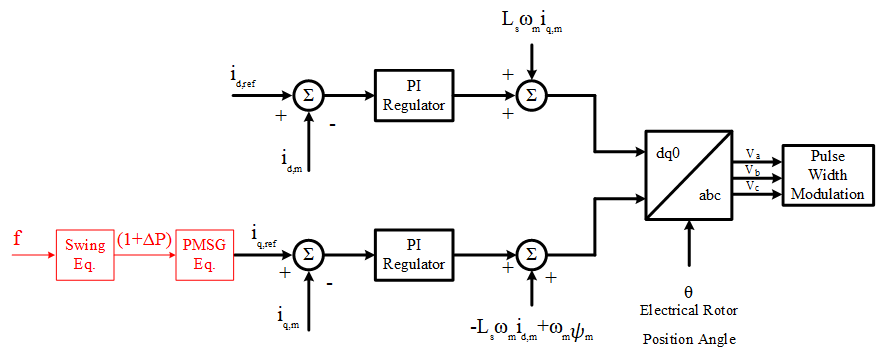 L_sω_mi_q,m
i_d,ref
+
Σ
-
i_d,m
PI
Regulator
+
+
Σ
f
Swing
Eq.
(1+ΔP)
PMSG
Eq.
i_q,ref
+
Σ
-
i_q,m
PI
Regulator
+
+
Σ
-L_sω_mi_d,m+ω_mψ_m
dq0
abc
V_a
V_b
V_c
Pulse
Width
Modulation
θ
Electrical Rotor
Position Angle